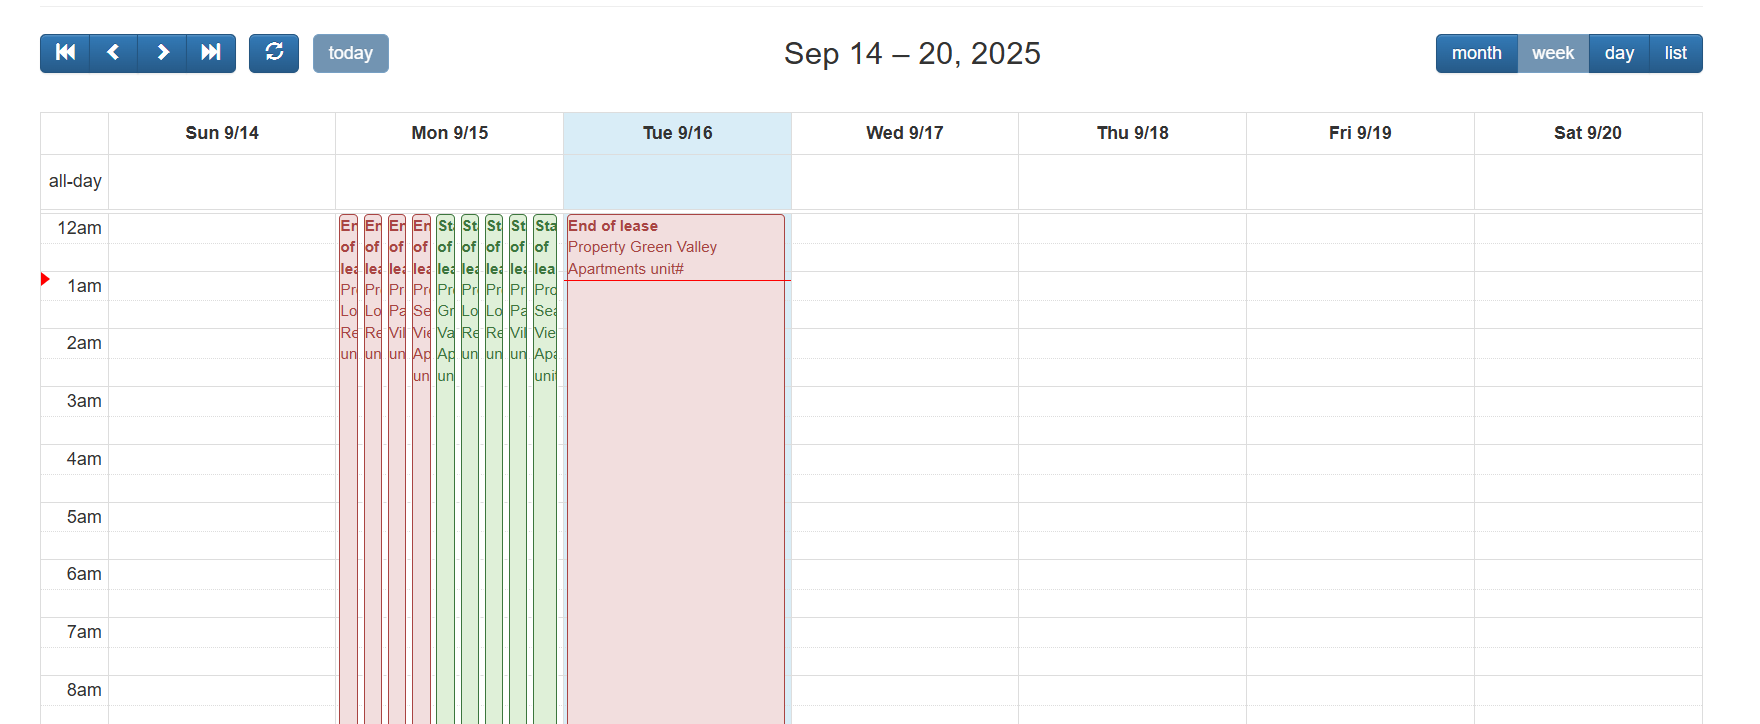 today
Sep 14 – 20, 2025
month week day list
Sun 9/14 Mon 9/15 Tue 9/16 Wed 9/17 Thu 9/18 Fri 9/19 Sat 9/20
all-day
12am
1am
2am
3am
4am
5am
6am
7am
8am
En
of
lea
Pr
Lo
Re
un
En
of
lea
Pr
Lo
Re
un
En
of
lea
Pr
Pa
Vil
un
En
of
lea
Pr
Se
Vie
Ap
un
Sta
of
lea
Pr
Gr
Va
Ap
un
St
of
lea
Pr
Lo
Re
un
St
of
lea
Pr
Lo
Re
un
St
of
lea
Pr
Pa
Vil
un
Sta
of
lea
Pro
Sea
Vie
Apa
unit
End of lease
Property Green Valley
Apartments unit#